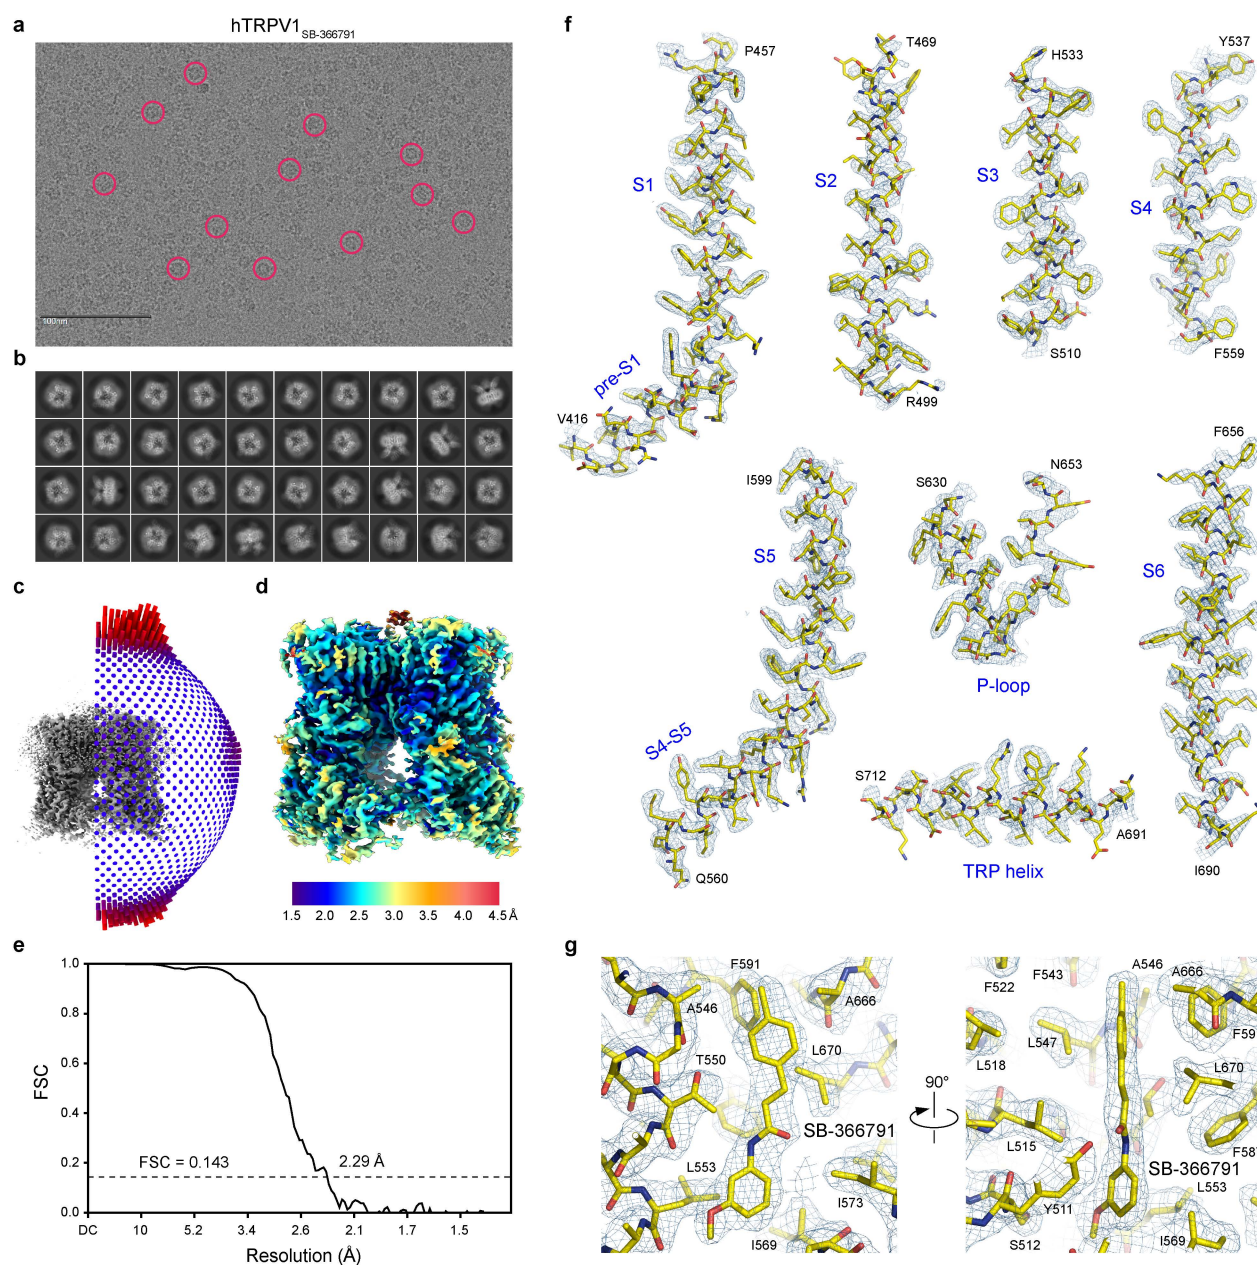 a
hTRPV1SB-366791
100nm
b
c
d
1.5 2.0 2.5 3.0 3.5 4.0 4.5 Å
e
1.0
0.8
0.6
0.4
0.2
0.0
FSC
FSC = 0.143
2.29 Å
DC 10 5.2 3.4 2.6 2.1 1.7 1.5
Resolution (Å)
f
P457
S1
pre-S1
V416
T469
S2
R499
H533
S3
S510
Y537
S4
F559
I599
S5
S4-S5
Q560
S630
N653
P-loop
S712
A691
TRP helix
F656
S6
I690
g
F591
A546
A666
T550
L670
SB-366791
L553
I573
I569
90°
A546
F543
A666
F522
F59
L547
L518
L670
L515
F587
SB-366791
L553
Y511
S512
I569